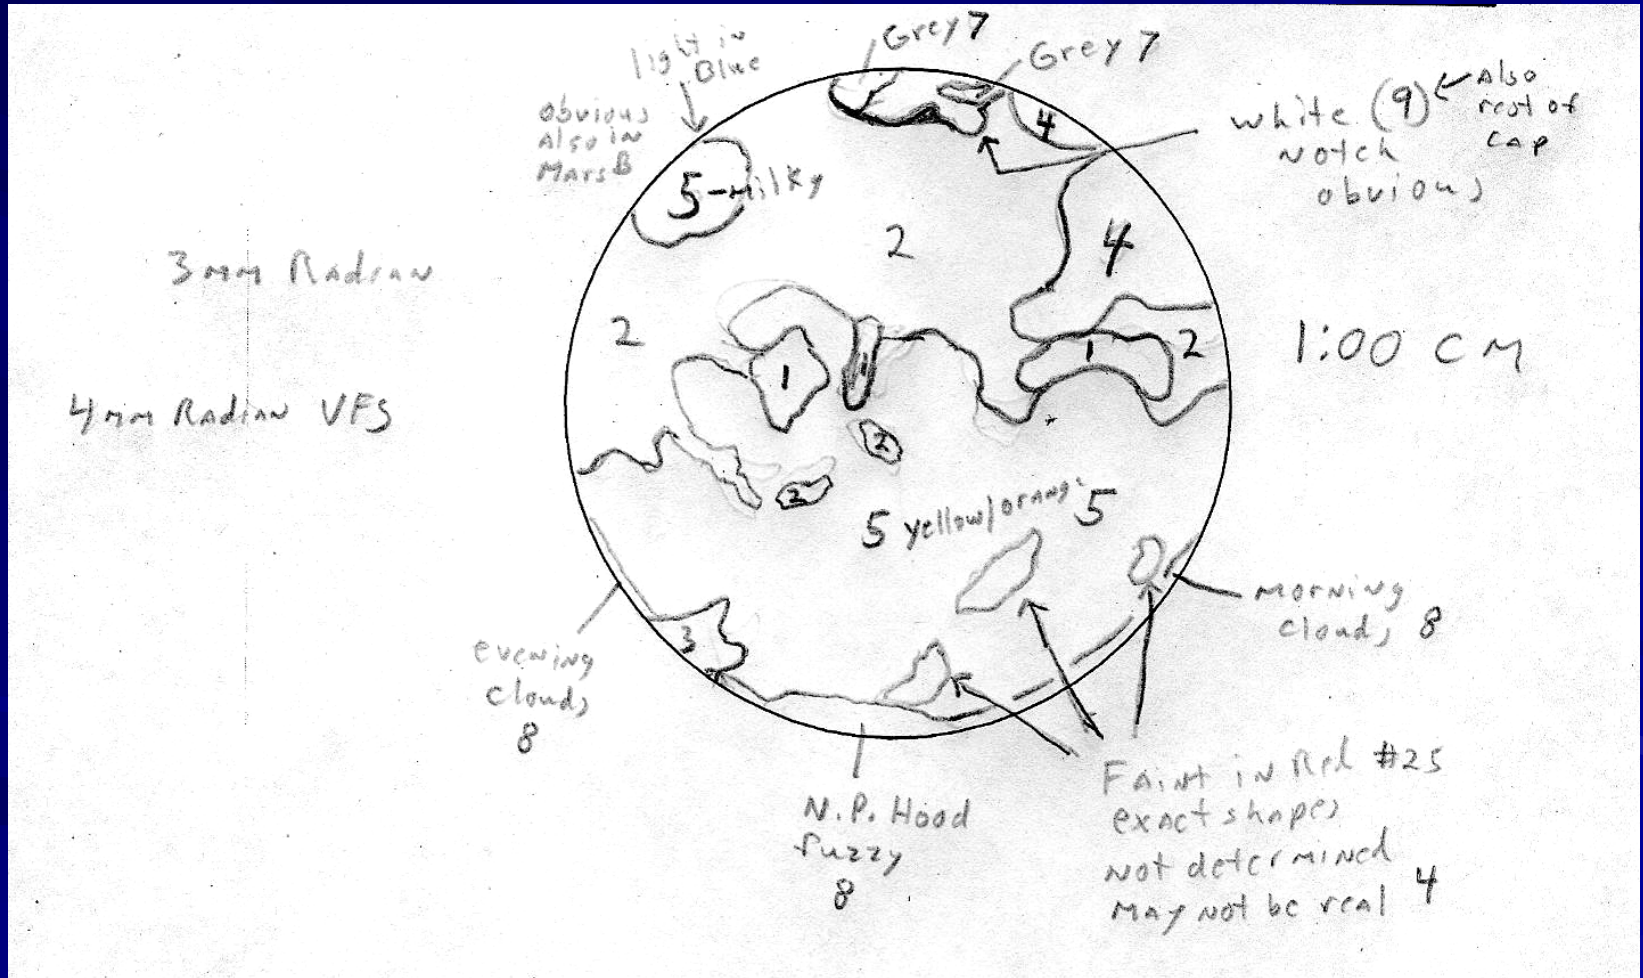 Grey 7
Grey 7
light in
Blue
obvious
Also in
Mars B
white (9)
Also
rest of
cap
Notch
obvious
4
5-milky
2
4
3mm Radian
2
1
1
2
1:00 CM
4mm Radian VFS
2
2
5 yellow/orange 5
3
Morning
clouds 8
evening
clouds
8
N.P. Hood
fuzzy
8
Faint in Red #25
exact shapes
Not determined
May not be real 4